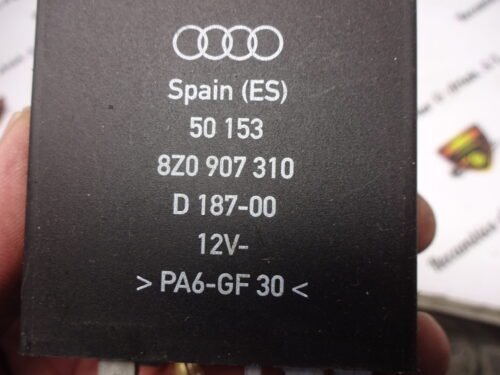 Spain (ES)
50 153
8Z0 907 310
D 187-00
12V-
> PA6-GF 30 <